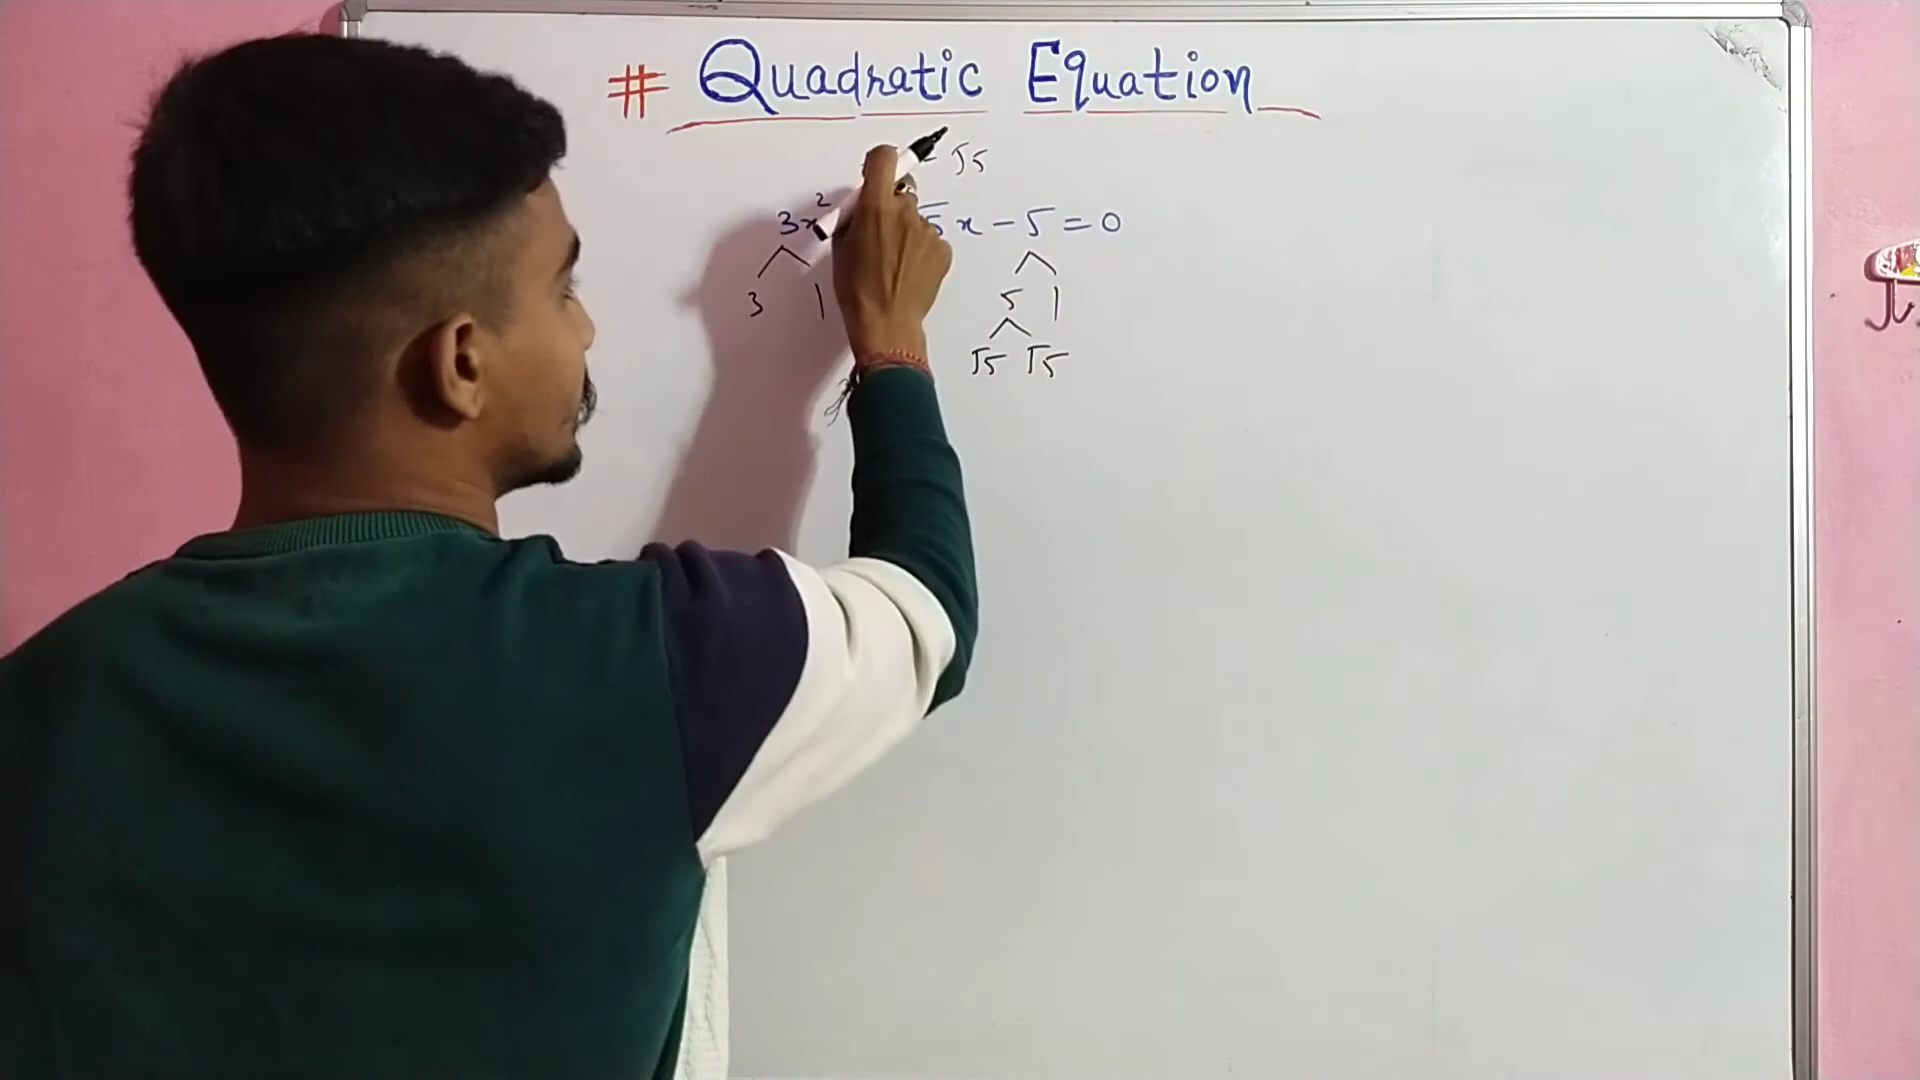 # Quadratic Equation
- √5
3x² √5x - 5 = 0
3 1 5 1
√5 √5